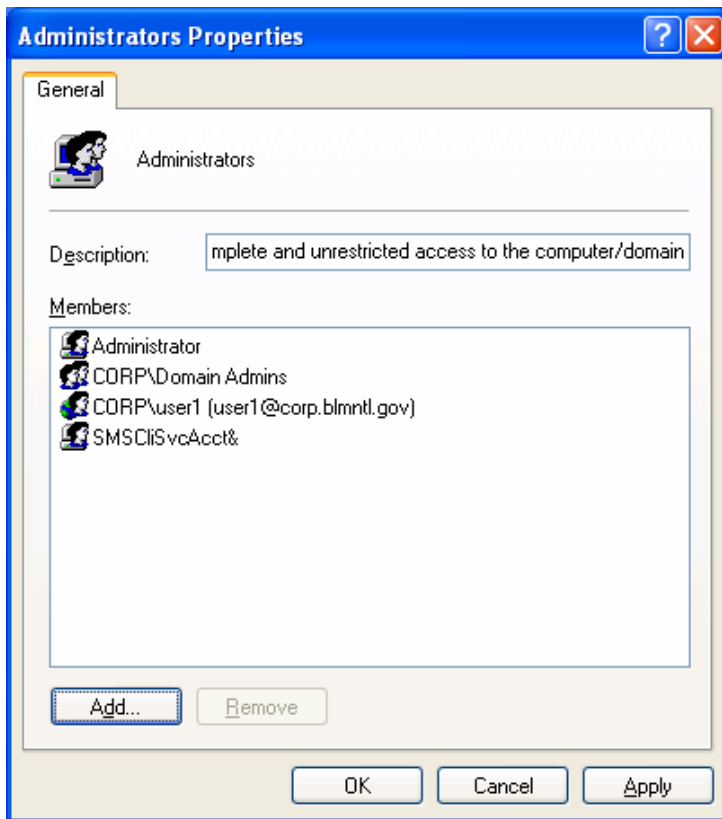 Administrators Properties
General
Administrators
Description: mplete and unrestricted access to the computer/domain
Members:
Administrator
CORP\Domain Admins
CORP\user1 (user1@corp.blmntl.gov)
SMSCliSvcAcct&
Add... Remove
OK Cancel Apply